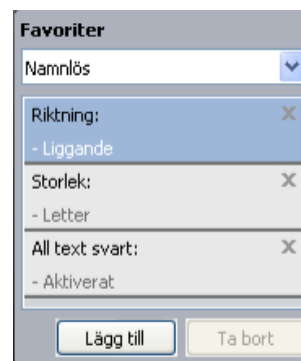 Favoriter
Namnlös
Riktning:
- Liggande
Storlek:
- Letter
All text svart:
- Aktiverat
Lägg till Ta bort